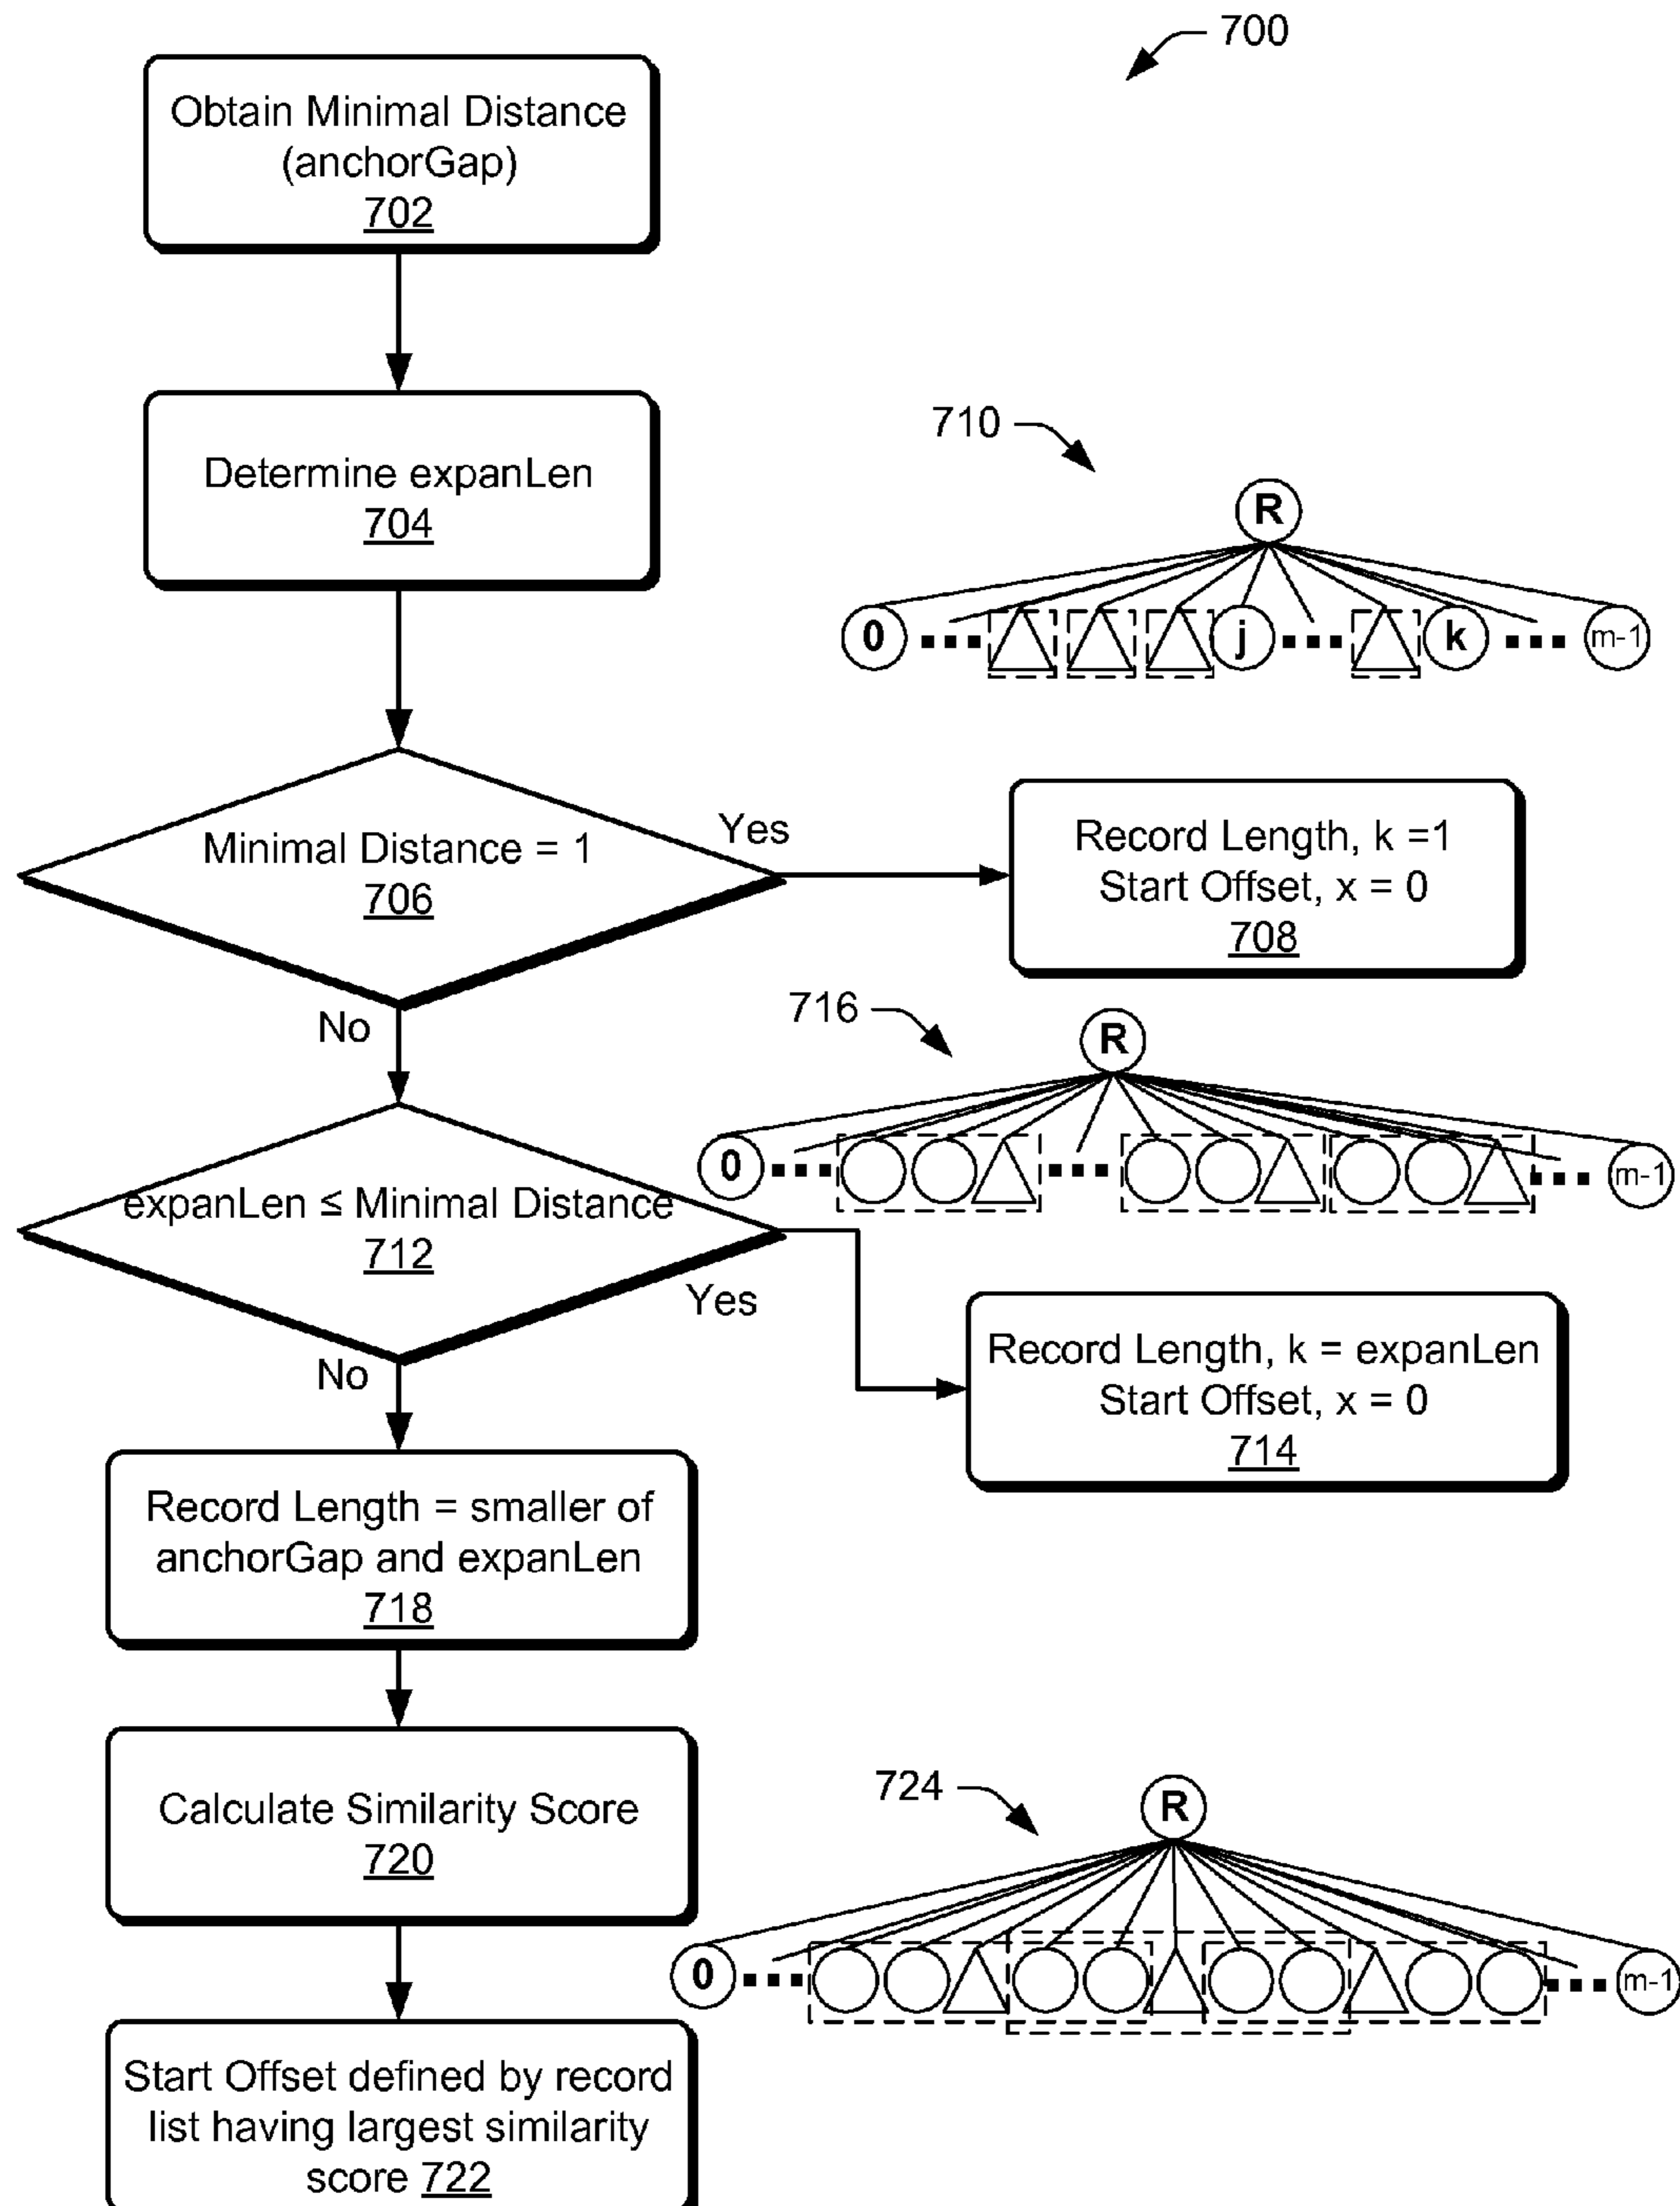 700
Obtain Minimal Distance
(anchorGap)
702
Determine expanLen
704
710
R
0 ... j ... k ... m-1
Minimal Distance = 1
706
Yes
No
Record Length, k =1
Start Offset, x = 0
708
716
R
0 ... ... ... m-1
expanLen ≤ Minimal Distance
712
Yes
No
Record Length, k = expanLen
Start Offset, x = 0
714
Record Length = smaller of
anchorGap and expanLen
718
Calculate Similarity Score
720
724
R
0 ... ... m-1
Start Offset defined by record
list having largest similarity
score 722